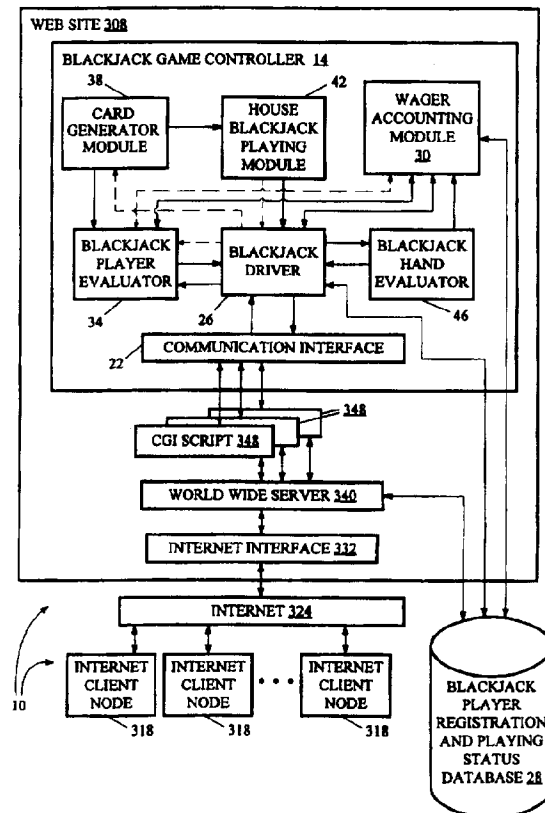 WEB SITE 308
BLACKJACK GAME CONTROLLER 14
38
42
CARD
GENERATOR
MODULE
HOUSE
BLACKJACK
PLAYING
MODULE
WAGER
ACCOUNTING
MODULE
30
BLACKJACK
PLAYER
EVALUATOR
BLACKJACK
DRIVER
BLACKJACK
HAND
EVALUATOR
34
26
46
22
COMMUNICATION INTERFACE
348
CGI SCRIPT 348
WORLD WIDE SERVER 340
INTERNET INTERFACE 332
INTERNET 324
10
INTERNET
CLIENT
NODE
INTERNET
CLIENT
NODE
• • •
INTERNET
CLIENT
NODE
318
318
318
BLACKJACK
PLAYER
REGISTRATION
AND PLAYING
STATUS
DATABASE 28